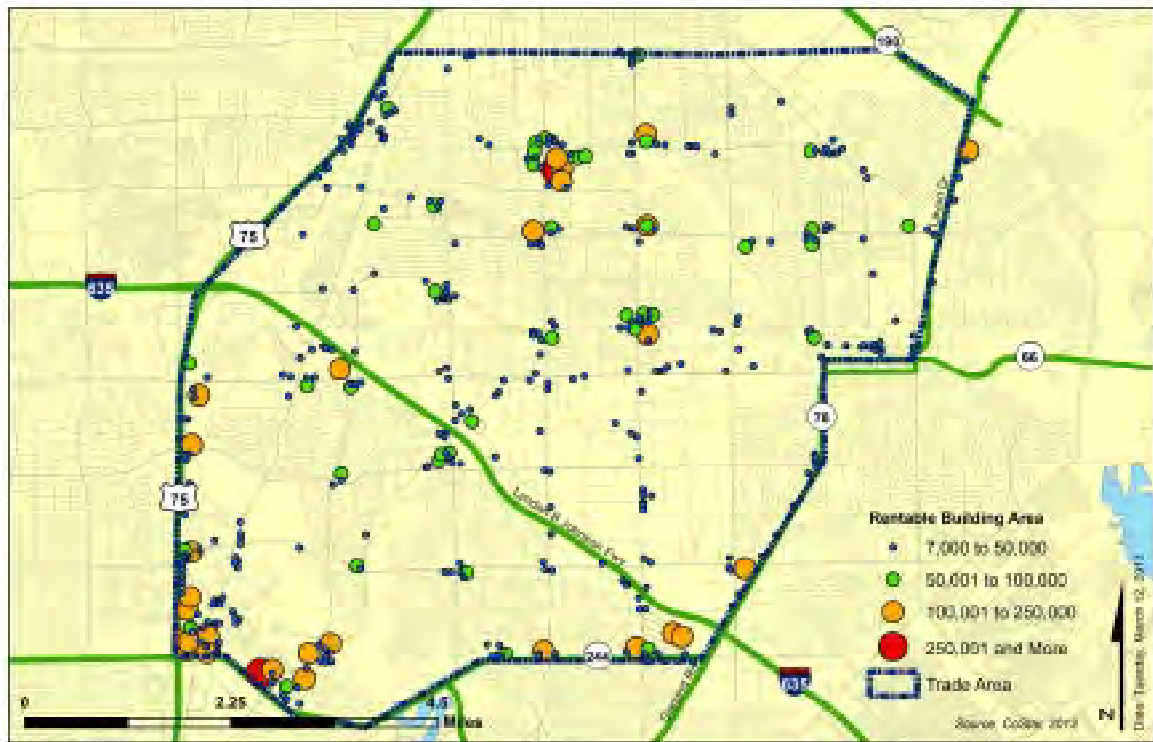 190
75
635
66
78
75
Lyndon B Johnson Fwy
Rentable Building Area
7,000 to 50,000
50,001 to 100,000
100,001 to 250,000
250,001 and More
Trade Area
244
635
0
2.25
4.5
Miles
Source: CoStar, 2013
N